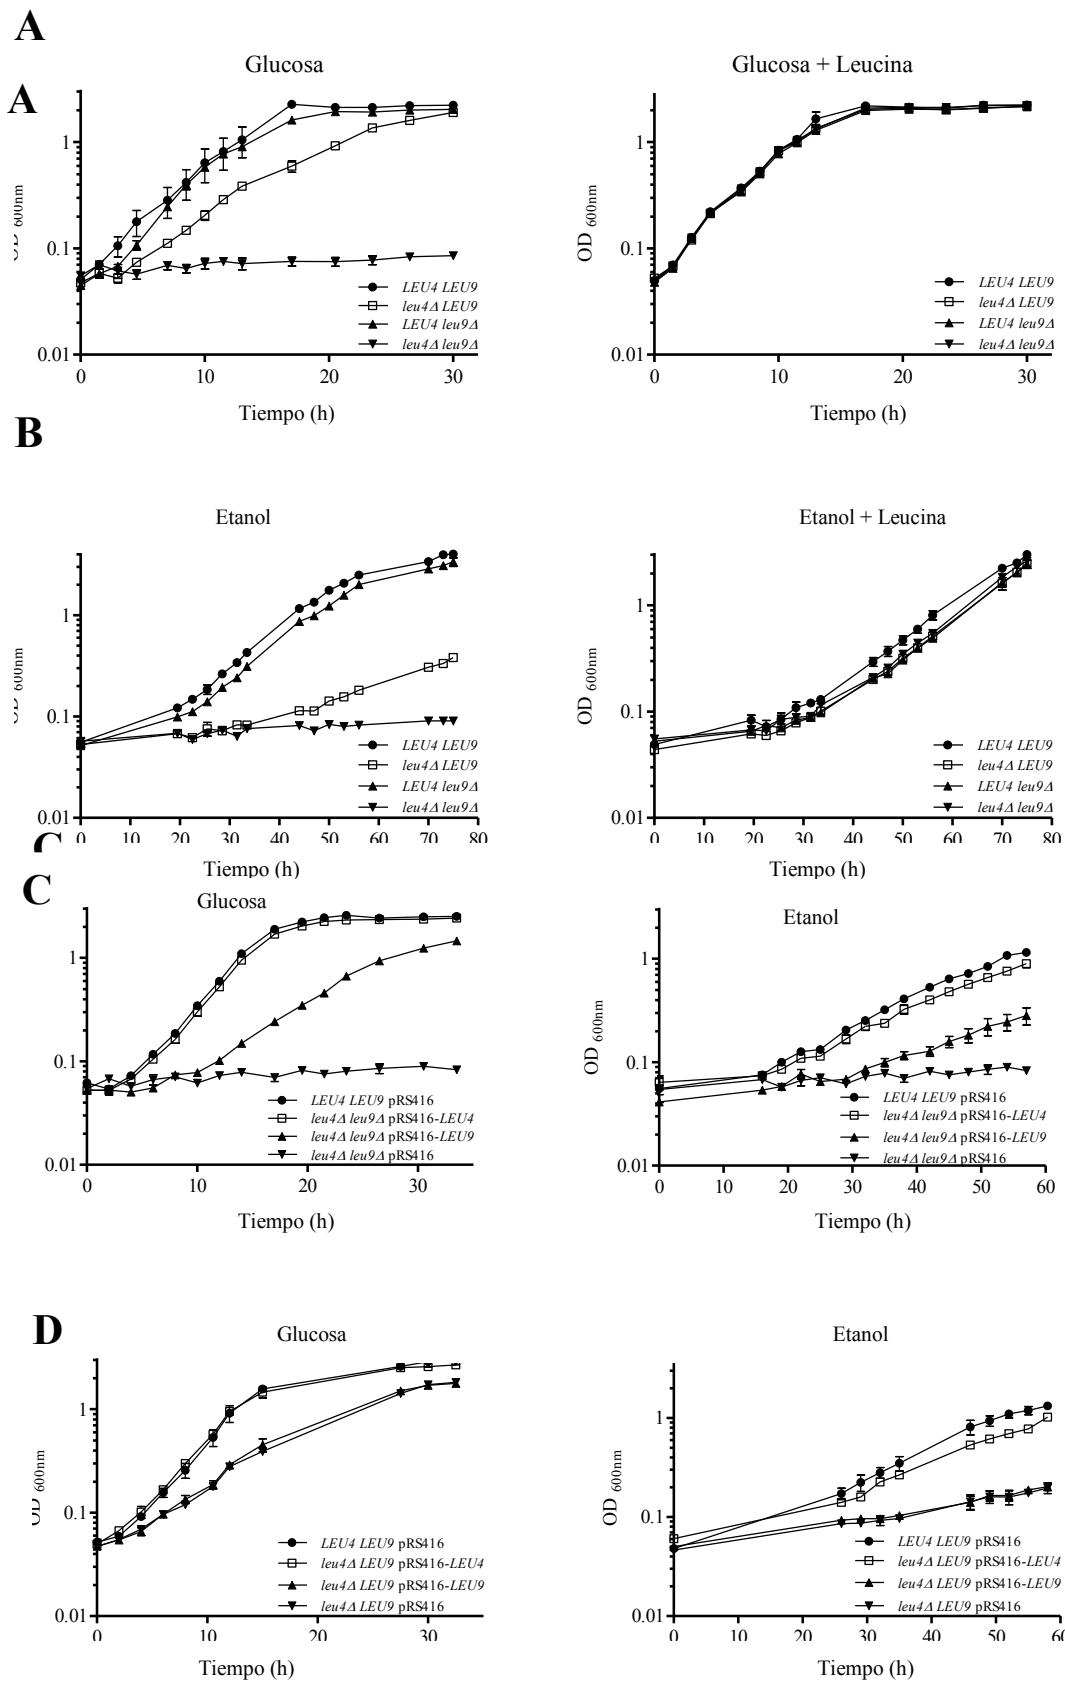 A
Glucosa
Glucosa + Leucina
A
1
0.1
0.01
OD 600nm
LEU4 LEU9
leu4Δ LEU9
LEU4 leu9Δ
leu4Δ leu9Δ
0 10 20 30
Tiempo (h)
1
0.1
0.01
OD 600nm
LEU4 LEU9
leu4Δ LEU9
LEU4 leu9Δ
leu4Δ leu9Δ
0 10 20 30
Tiempo (h)
B
Etanol
Etanol + Leucina
1
0.1
0.01
OD 600nm
LEU4 LEU9
leu4Δ LEU9
LEU4 leu9Δ
leu4Δ leu9Δ
0 10 20 30 40 50 60 70 80
Tiempo (h)
1
0.1
0.01
OD 600nm
LEU4 LEU9
leu4Δ LEU9
LEU4 leu9Δ
leu4Δ leu9Δ
0 10 20 30 40 50 60 70 80
Tiempo (h)
C
C
Glucosa
Etanol
1
0.1
0.01
LEU4 LEU9 pRS416
leu4Δ leu9Δ pRS416-LEU4
leu4Δ leu9Δ pRS416-LEU9
leu4Δ leu9Δ pRS416
0 10 20 30
Tiempo (h)
1
0.1
0.01
OD 600nm
LEU4 LEU9 pRS416
leu4Δ leu9Δ pRS416-LEU4
leu4Δ leu9Δ pRS416-LEU9
leu4Δ leu9Δ pRS416
0 10 20 30 40 50 60
Tiempo (h)
D
Glucosa
Etanol
1
0.1
0.01
OD 600nm
LEU4 LEU9 pRS416
leu4Δ LEU9 pRS416-LEU4
leu4Δ LEU9 pRS416-LEU9
leu4Δ LEU9 pRS416
0 10 20 30
Tiempo (h)
1
0.1
0.01
OD 600nm
LEU4 LEU9 pRS416
leu4Δ LEU9 pRS416-LEU4
leu4Δ LEU9 pRS416-LEU9
leu4Δ LEU9 pRS416
0 10 20 30 40 50 60
Tiempo (h)